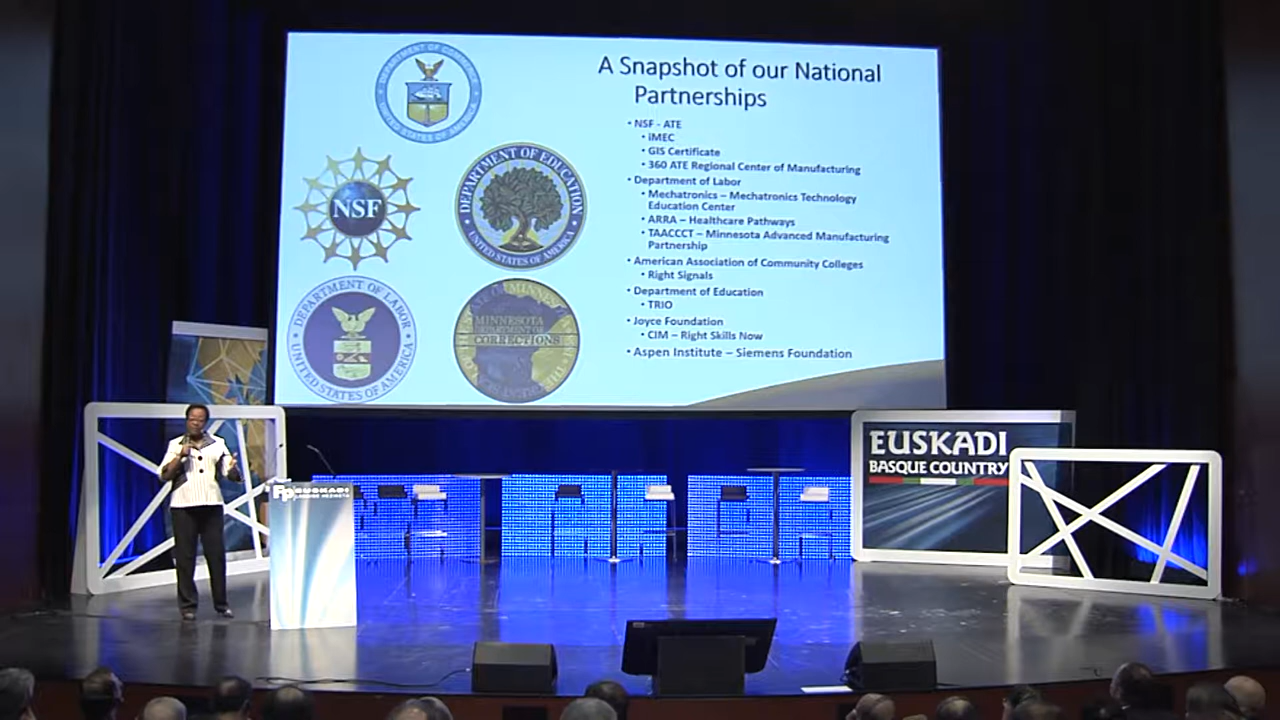 A Snapshot of our National
Partnerships
• NSF - ATE
• iMEC
• GIS Certificate
• 360 ATE Regional Center of Manufacturing
• Department of Labor
• Mechatronics – Mechatronics Technology
Education Center
• ARRA – Healthcare Pathways
• TAACCCT – Minnesota Advanced Manufacturing
Partnership
• American Association of Community Colleges
• Right Signals
• Department of Education
• TRIO
• Joyce Foundation
• CIM – Right Skills Now
• Aspen Institute – Siemens Foundation
DEPARTMENT OF COMMERCE
UNITED STATES OF AMERICA
NSF
DEPARTMENT OF EDUCATION
UNITED STATES OF AMERICA
DEPARTMENT OF LABOR
UNITED STATES OF AMERICA
MINNESOTA
DEPARTMENT OF
CORRECTIONS
EUSKADI
BASQUE COUNTRY
FP EUSKADI